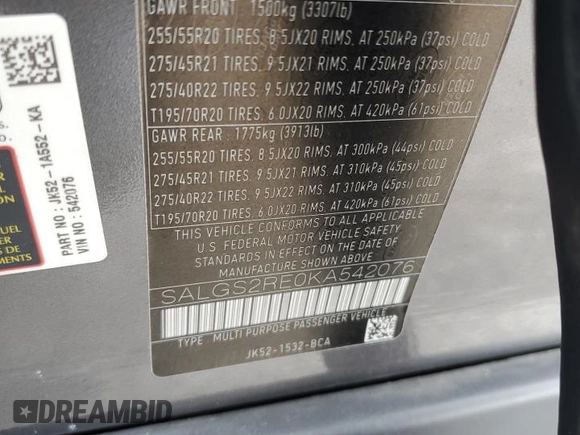 GAWR FRONT 1500kg (3307lb)
255/55R20 TIRES. 8 5JX20 RIMS. AT 250kPa (37psi) COLD
275/45R21 TIRES. 9 5JX21 RIMS. AT 250kPa (37psi) COLD
275/40R22 TIRES. 9 5JX22 RIMS. AT 250kPa (37psi) COLD
T195/70R20 TIRES. 6.0JX20 RIMS. AT 420kPa (61psi) COLD
GAWR REAR : 1775kg (3913lb)
255/55R20 TIRES. 8 5JX20 RIMS. AT 300kPa (44psi) COLD
275/45R21 TIRES. 9 5JX21 RIMS. AT 310kPa (45psi) COLD
275/40R22 TIRES. 9 5JX22 RIMS. AT 310kPa (45psi) COLD
T195/70R20 TIRES. 6.0JX20 RIMS. AT 420kPa (61psi) COLD
THIS VEHICLE CONFORMS TO ALL APPLICABLE
U.S. FEDERAL MOTOR VEHICLE SAFETY
STANDARDS IN EFFECT ON THE DATE OF
MANUFACTURE SHOWN ABOVE
SALGS2RE0KA542076
TYPE MULTI PURPOSE PASSENGER VEHICLE
JK52-1532-BCA
PART NO : JK52-1A552-KA
VIN NO : 542076
FUEL
DREAMBID